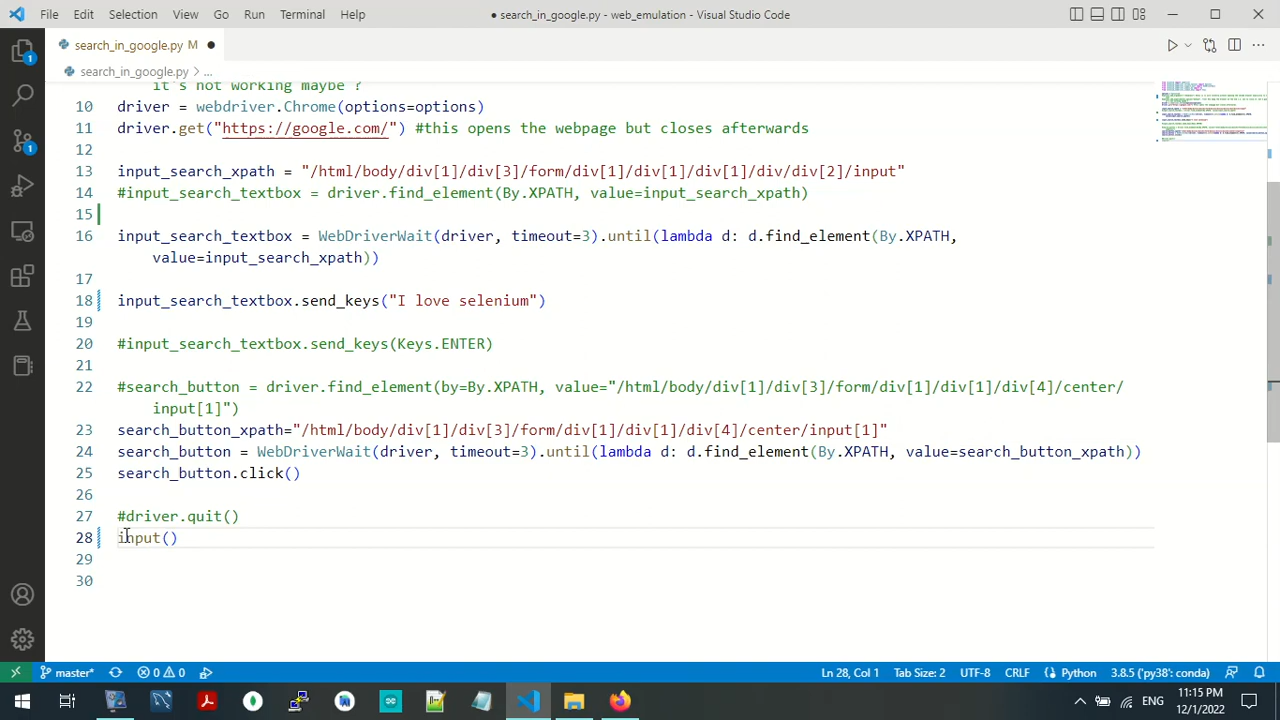 File Edit Selection View Go Run Terminal Help
● search_in_google.py - web_emulation - Visual Studio Code
search_in_google.py M ●
search_in_google.py > ...
it's not working maybe ?
10 driver = webdriver.Chrome(options=options)
11 driver.get("https://google.com/") #this opens the webpage but closes afterwards
12
13 input_search_xpath = "/html/body/div[1]/div[3]/form/div[1]/div[1]/div[1]/div/div[2]/input"
14 #input_search_textbox = driver.find_element(By.XPATH, value=input_search_xpath)
15
16 input_search_textbox = WebDriverWait(driver, timeout=3).until(lambda d: d.find_element(By.XPATH,
value=input_search_xpath))
17
18 input_search_textbox.send_keys("I love selenium")
19
20 #input_search_textbox.send_keys(Keys.ENTER)
21
22 #search_button = driver.find_element(by=By.XPATH, value="/html/body/div[1]/div[3]/form/div[1]/div[1]/div[4]/center/
input[1]")
23 search_button_xpath="/html/body/div[1]/div[3]/form/div[1]/div[1]/div[4]/center/input[1]"
24 search_button = WebDriverWait(driver, timeout=3).until(lambda d: d.find_element(By.XPATH, value=search_button_xpath))
25 search_button.click()
26
27 #driver.quit()
28 input()
29
30
master* 0 0 Ln 28, Col 1 Tab Size: 2 UTF-8 CRLF Python 3.8.5 ('py38': conda)
ENG 11:15 PM
12/1/2022